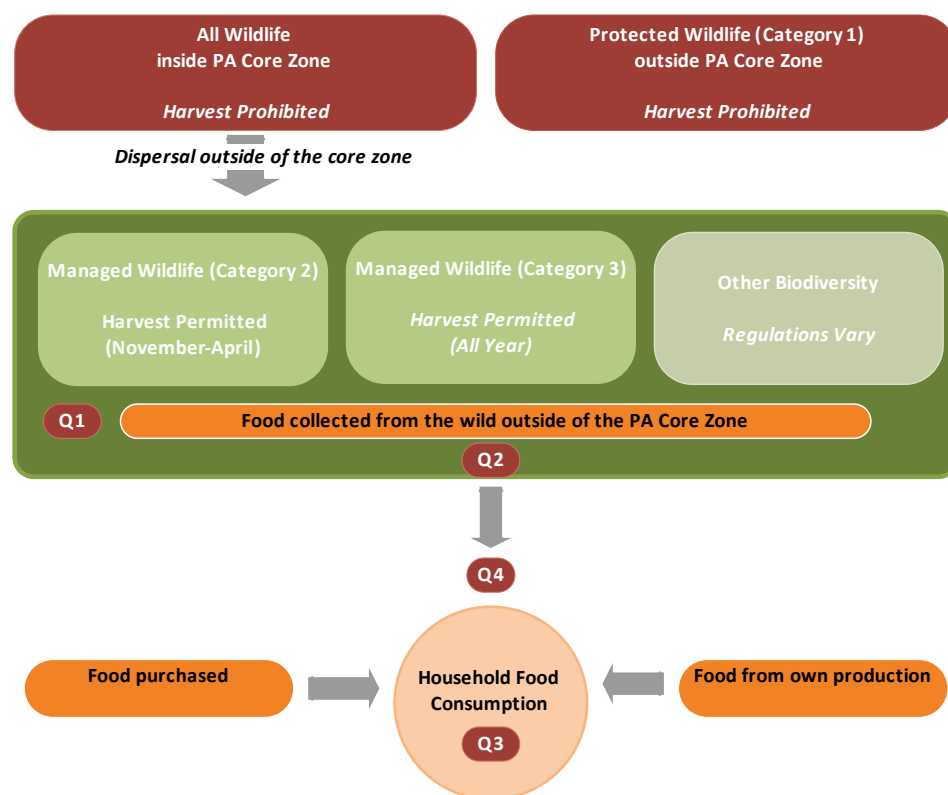 All Wildlife
inside PA Core Zone
Harvest Prohibited
Protected Wildlife (Category 1)
outside PA Core Zone
Harvest Prohibited
Dispersal outside of the core zone
Managed Wildlife (Category 2)
Harvest Permitted
(November-April)
Managed Wildlife (Category 3)
Harvest Permitted
(All Year)
Other Biodiversity
Regulations Vary
Q1
Food collected from the wild outside of the PA Core Zone
Q2
Q4
Food purchased
Household Food
Consumption
Q3
Food from own production